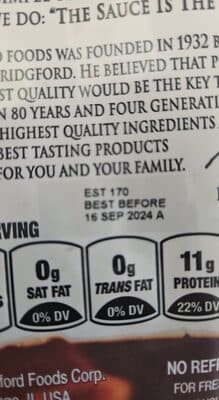 WE DO: "THE SAUCE IS THE
FOODS WAS FOUNDED IN 1932 B
RIDGFORD. HE BELIEVED THAT P
ST QUALITY WOULD BE THE KEY T
N 80 YEARS AND FOUR GENERATI
HIGHEST QUALITY INGREDIENTS
BEST TASTING PRODUCTS
FOR YOU AND YOUR FAMILY.
EST 170
BEST BEFORE
16 SEP 2024 A
VING
0g 0g 11g
SAT FAT TRANS FAT PROTEIN
0% DV 0% DV 22% DV
ford Foods Corp. NO REF
IL USA FOR FRE